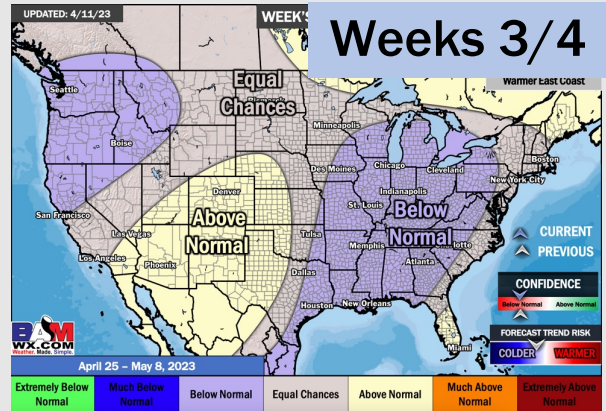 UPDATED: 4/11/23
WEEK'S
Weeks 3/4
Warmer East Coast
Seattle
Equal
Chances
Boise
Minneapolis
Boston
Des Moines
Chicago
Cleveland
New York City
Denver
Indianapolis
San Francisco
St. Louis
Above
Normal
Below
Normal
Las Vegas
Tulsa
Memphis
lotte
CURRENT
PREVIOUS
Los Angeles
Phoenix
Atlanta
Dallas
CONFIDENCE
Below Normal
Above Normal
Houston
New Orleans
BAM
WX.COM
Weather. Made. Simple.
FORECAST TREND RISK
COLDER
WARMER
Miami
April 25 – May 8, 2023
Extremely Below
Normal
Much Below
Normal
Below Normal
Equal Chances
Above Normal
Much Above
Normal
Extremely Above
Normal